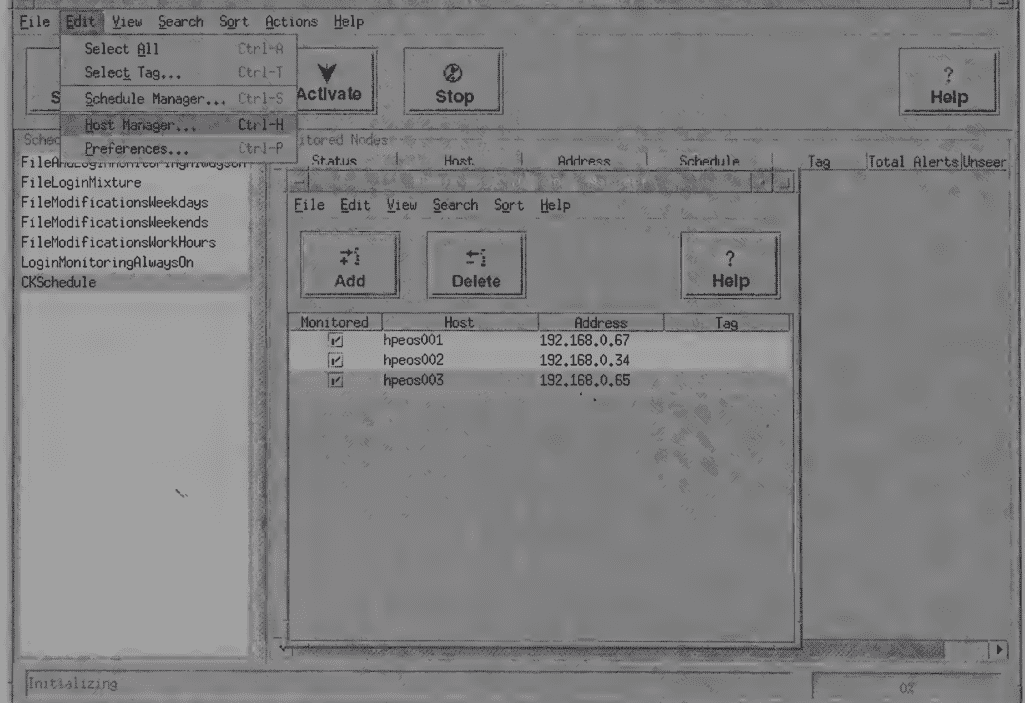 File Edit View Search Sort Actions Help
Select All Ctrl-A
Select Tag... Ctrl-T
Schedule Manager... Ctrl-S
Host Manager... Ctrl-H
Preferences... Ctrl-P
Activate
Stop
? Help
Status Host Address Schedule Tag Total Alerts Unseen
FileAndLoginMonitoringAlwaysOn
FileLoginMixture
FileModificationsWeekdays
FileModificationsWeekends
FileModificationsWorkHours
LoginMonitoringAlwaysOn
CKSchedule
File Edit View Search Sort Help
Add
Delete
? Help
Monitored Host Address Tag
hpeos001 192.168.0.67
hpeos002 192.168.0.34
hpeos003 192.168.0.65
Initializing
0%